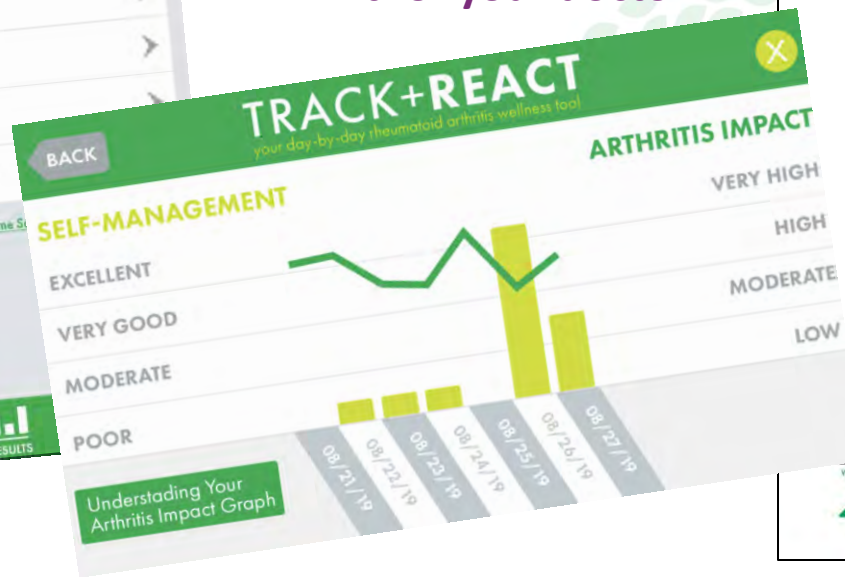 TRACK+REACT
your day-by-day rheumatoid arthritis wellness tool
BACK
X
SELF-MANAGEMENT
EXCELLENT
VERY GOOD
MODERATE
POOR
ARTHRITIS IMPACT
VERY HIGH
HIGH
MODERATE
LOW
08/21/19
08/22/19
08/23/19
08/24/19
08/25/19
08/26/19
08/27/19
Understading Your
Arthritis Impact Graph